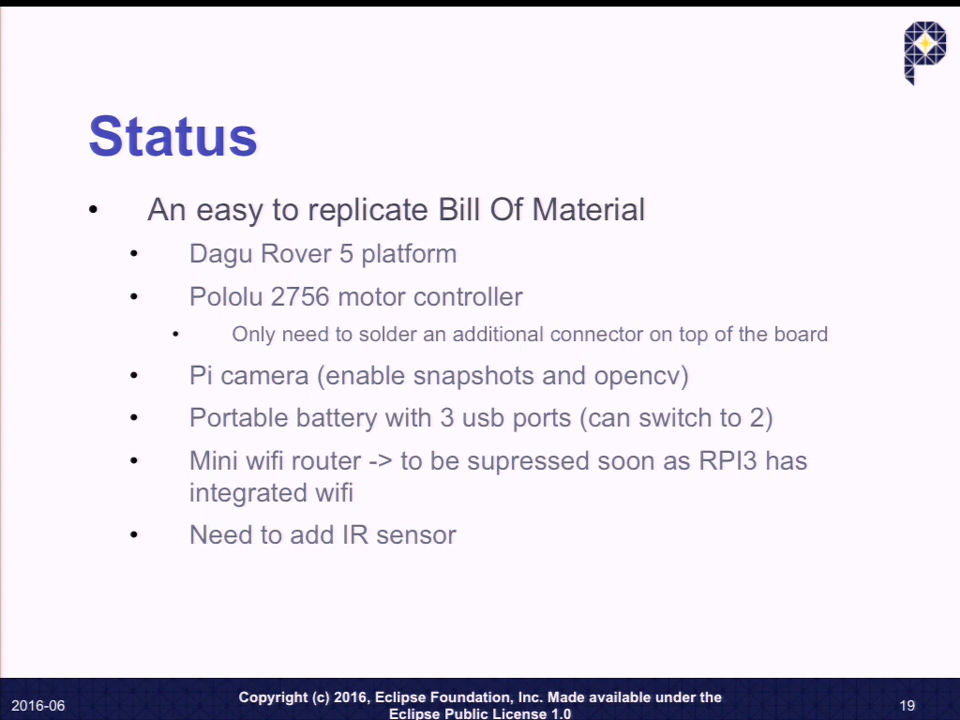 Status
• An easy to replicate Bill Of Material
• Dagu Rover 5 platform
• Pololu 2756 motor controller
• Only need to solder an additional connector on top of the board
• Pi camera (enable snapshots and opencv)
• Portable battery with 3 usb ports (can switch to 2)
• Mini wifi router -> to be supressed soon as RPI3 has
integrated wifi
• Need to add IR sensor
2016-06
Copyright (c) 2016, Eclipse Foundation, Inc. Made available under the
Eclipse Public License 1.0
19